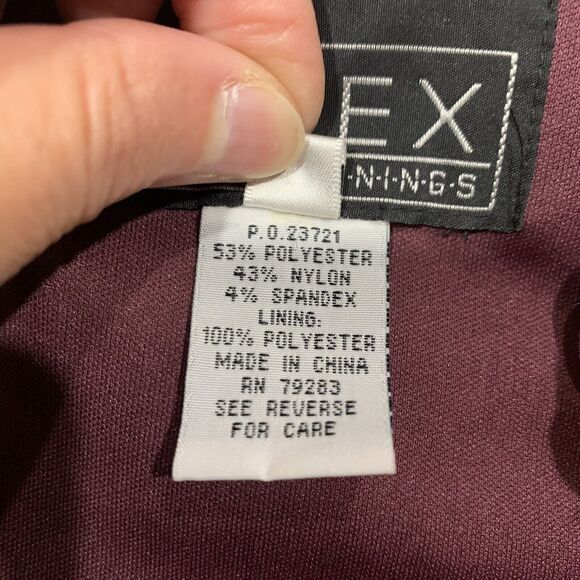 EX
N·I·N·G·S
P.O.23721
53% POLYESTER
43% NYLON
4% SPANDEX
LINING:
100% POLYESTER
MADE IN CHINA
RN 79283
SEE REVERSE
FOR CARE